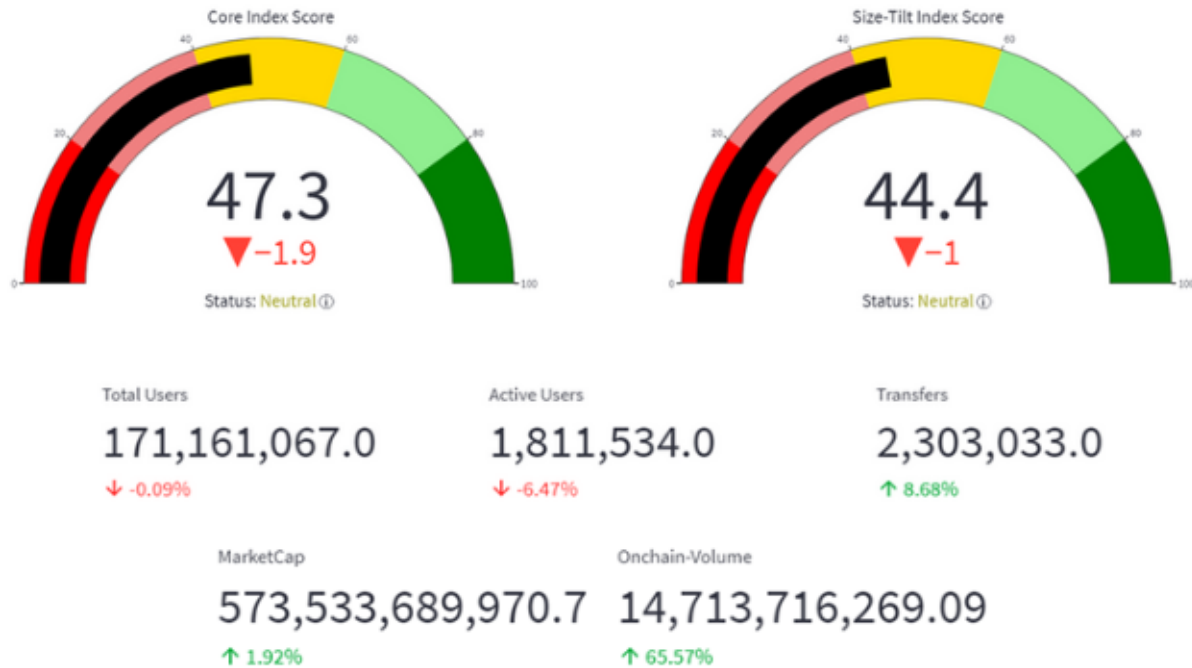 Core Index Score
40
60
20
80
47.3
▼−1.9
0
100
Status: Neutral ⓘ
Size-Tilt Index Score
40
60
20
80
44.4
▼−1
0
100
Status: Neutral ⓘ
Total Users
171,161,067.0
↓ -0.09%
Active Users
1,811,534.0
↓ -6.47%
Transfers
2,303,033.0
↑ 8.68%
MarketCap
573,533,689,970.7
↑ 1.92%
Onchain-Volume
14,713,716,269.09
↑ 65.57%